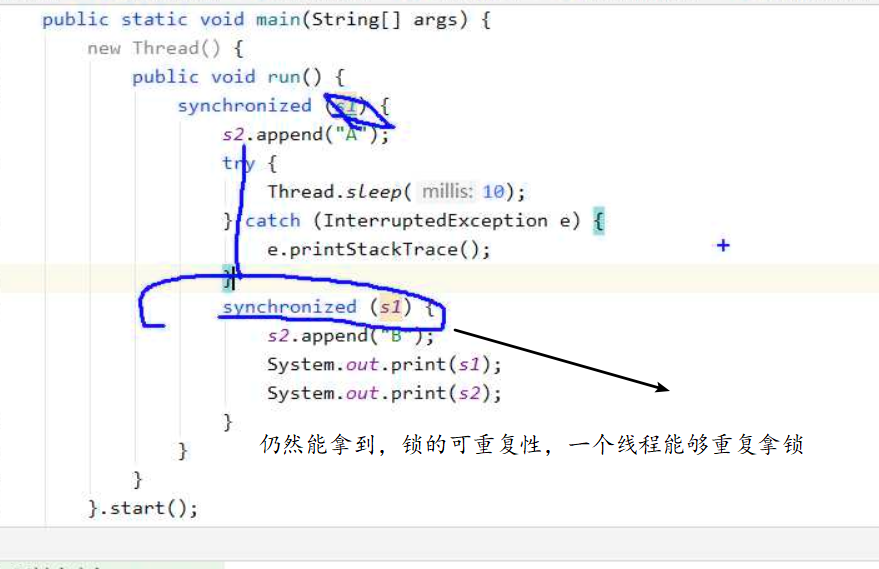 public static void main(String[] args) {
new Thread() {
public void run() {
synchronized (s1) {
s2.append("A");
try {
Thread.sleep( millis: 10);
} catch (InterruptedException e) {
e.printStackTrace();
}
synchronized (s1) {
s2.append("B");
System.out.print(s1);
System.out.print(s2);
}
仍然能拿到，锁的可重复性，一个线程能够重复拿锁
}
}
}.start();